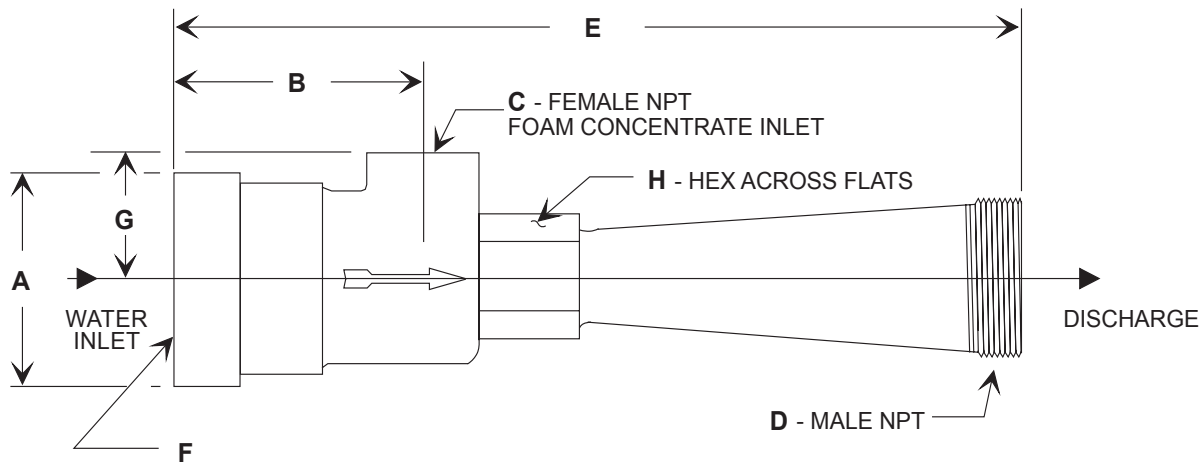 E
B
C - FEMALE NPT
FOAM CONCENTRATE INLET
H - HEX ACROSS FLATS
G
A
WATER
INLET
DISCHARGE
D - MALE NPT
F